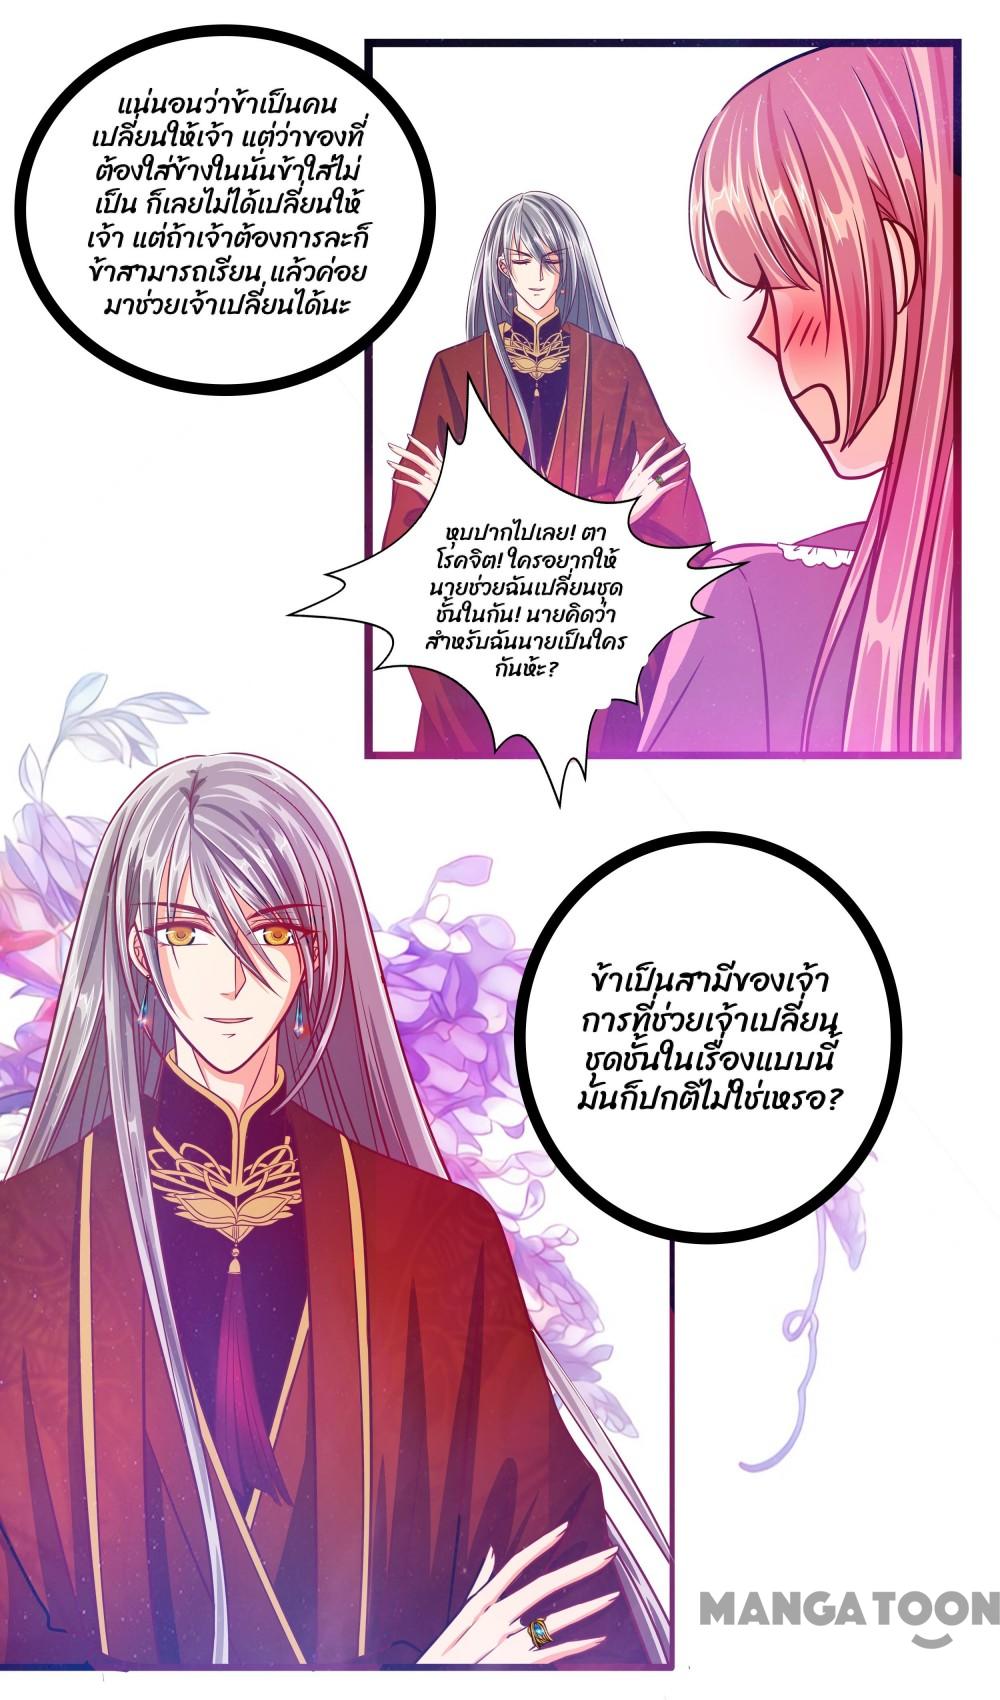 แน่นอนว่าข้าเป็นคน
เปลี่ยนให้เจ้า แต่ว่าของที่
ต้องใส่ข้างในนั่นข้าใส่ไม่
เป็น ก็เลยไม่ได้เปลี่ยนให้
เจ้า แต่ถ้าเจ้าต้องการละก็
ข้าสามารถเรียน แล้วค่อย
มาช่วยเจ้าเปลี่ยนได้นะ
หุบปากไปเลย! ตา
โรคจิต! ใครอยากให้
นายช่วยฉันเปลี่ยนชุด
ชั้นในกัน! นายคิดว่า
สำหรับฉันนายเป็นใคร
กันห้ะ?
ข้าเป็นสามีของเจ้า
การที่ช่วยเจ้าเปลี่ยน
ชุดชั้นในเรื่องแบบนี้
มันก็ปกติไม่ใช่เหรอ?
MANGATOON